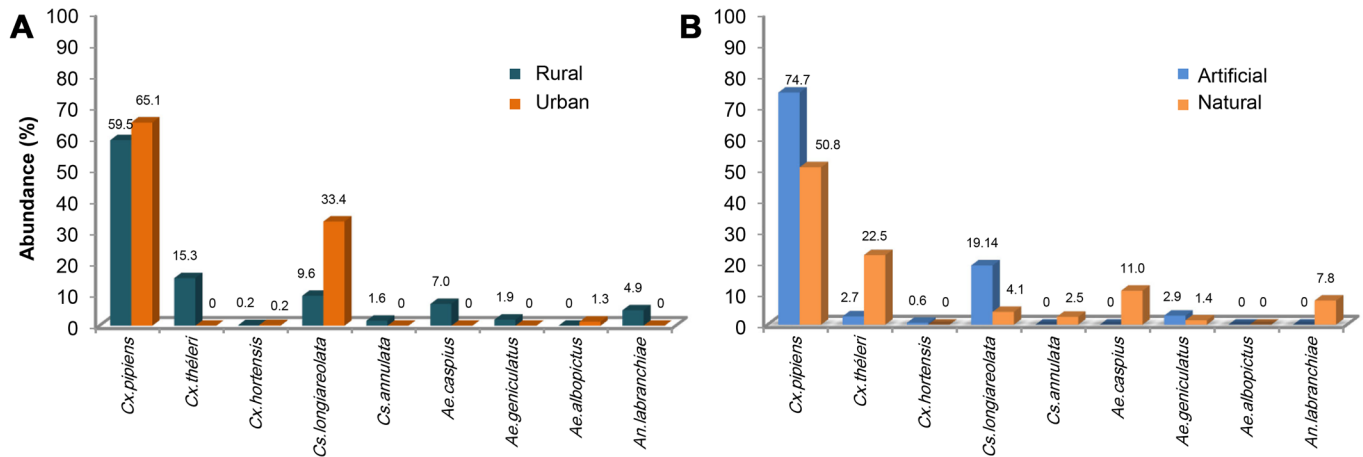 A
Abundance (%)
100
90
80
70
60
50
40
30
20
10
0
Rural
Urban
59.5
65.1
15.3
0
0.2
0.2
9.6
33.4
1.6
0
7.0
0
1.9
0
0
1.3
4.9
0
Cx.pipiens
Cx.théleri
Cx.hortensis
Cs.longiareolata
Cs.annulata
Ae.caspius
Ae.geniculatus
Ae.albopictus
An.labranchiae
B
100
90
80
70
60
50
40
30
20
10
0
Artificial
Natural
74.7
50.8
2.7
22.5
0.6
0
19.14
4.1
0
2.5
0
11.0
2.9
1.4
0
0
0
7.8
Cx.pipiens
Cx.théleri
Cx.hortensis
Cs.longiareolata
Cs.annulata
Ae.caspius
Ae.geniculatus
Ae.albopictus
An.labranchiae